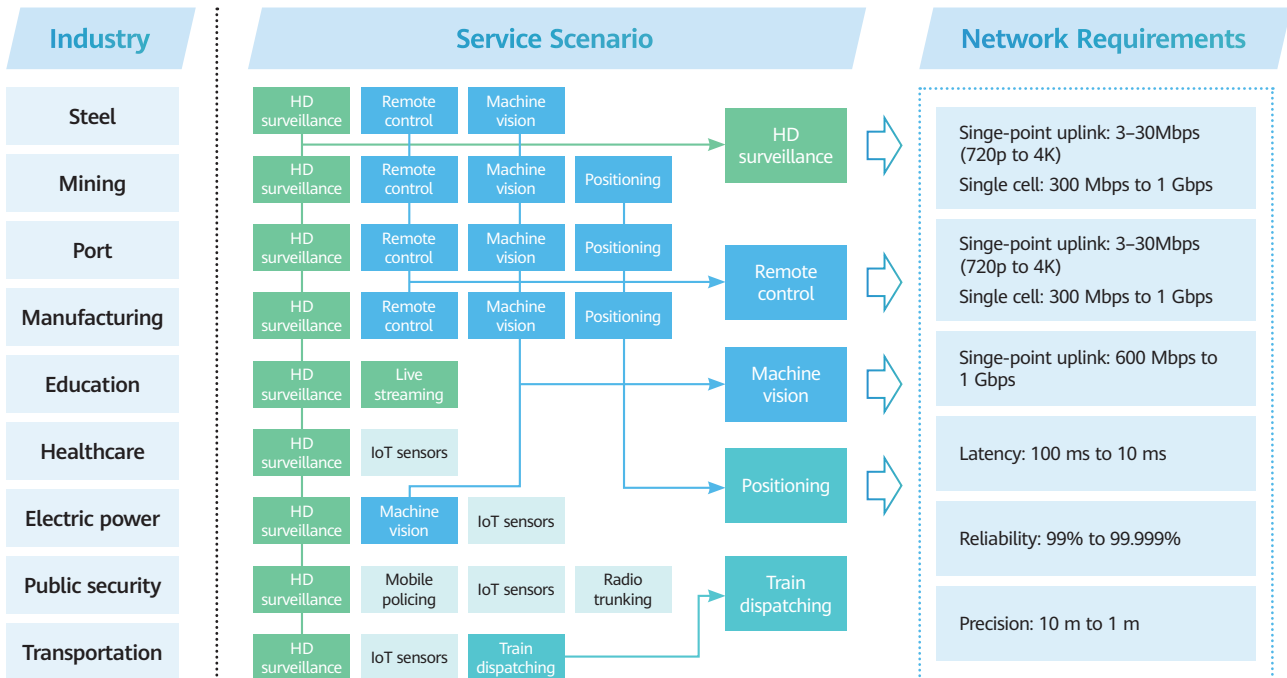 Industry
Service Scenario
Network Requirements
Steel
HD
surveillance
Remote
control
Machine
vision
Mining
HD
surveillance
Remote
control
Machine
vision
Positioning
Port
HD
surveillance
Remote
control
Machine
vision
Positioning
Manufacturing
HD
surveillance
Remote
control
Machine
vision
Positioning
Education
HD
surveillance
Live
streaming
Healthcare
HD
surveillance
IoT sensors
Electric power
HD
surveillance
Machine
vision
IoT sensors
Public security
HD
surveillance
Mobile
policing
IoT sensors
Radio
trunking
Transportation
HD
surveillance
IoT sensors
Train
dispatching
HD
surveillance
Remote
control
Machine
vision
Positioning
Train
dispatching
Singe-point uplink: 3–30Mbps
(720p to 4K)
Single cell: 300 Mbps to 1 Gbps
Singe-point uplink: 3–30Mbps
(720p to 4K)
Single cell: 300 Mbps to 1 Gbps
Singe-point uplink: 600 Mbps to
1 Gbps
Latency: 100 ms to 10 ms
Reliability: 99% to 99.999%
Precision: 10 m to 1 m